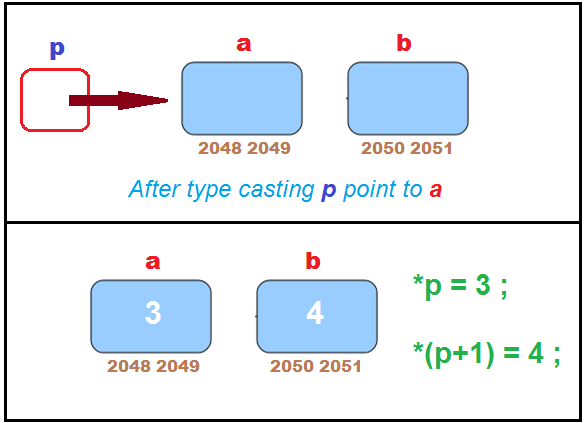 p
a
b
2048 2049
2050 2051
After type casting p point to a
a
b
3
4
*p = 3 ;
*(p+1) = 4 ;
2048 2049
2050 2051